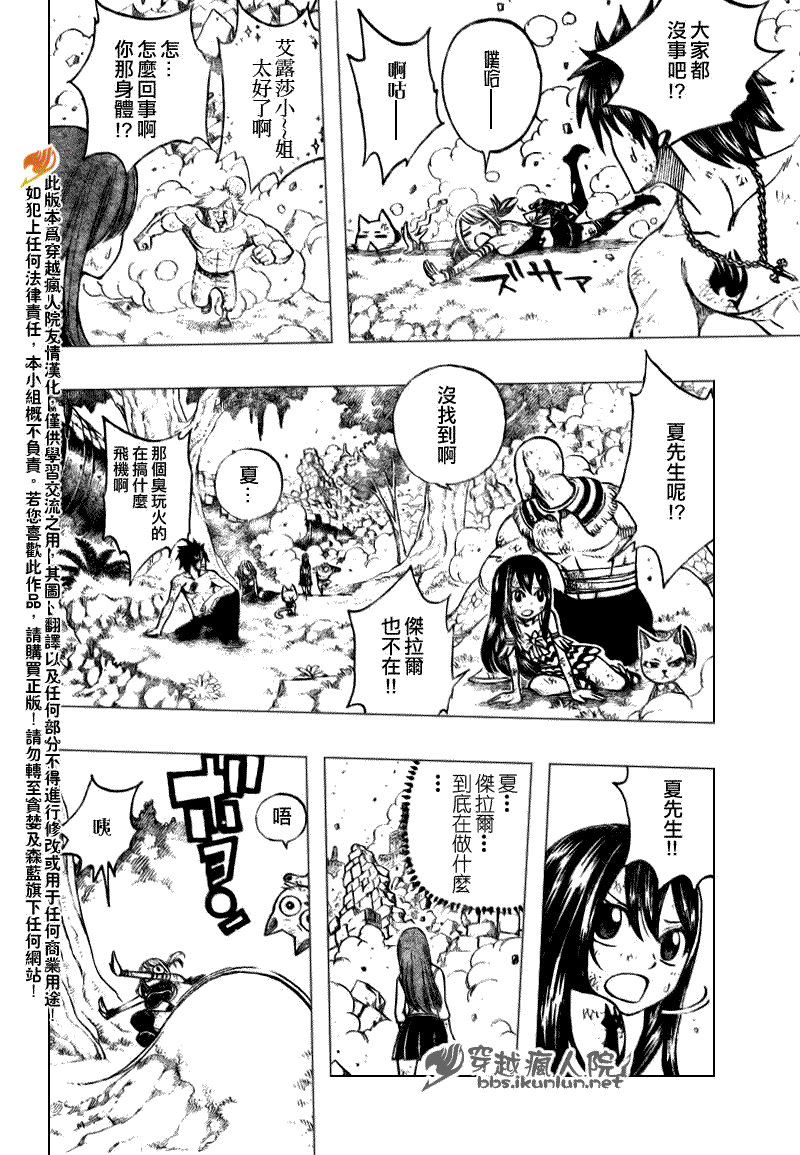 大家都
沒事吧!?
噗哈——
啊咕——
ズザァ
艾露莎小~姐
太好了啊
怎…
怎麼回事啊
你那身體!?
夏先生呢!?
沒找到啊
傑拉爾
也不在!!
夏…
那個臭玩火的
在搞什麼
飛機啊
夏先生!!
夏…
傑拉爾…
到底在做什麼
…
唔
咦
此版本爲穿越瘋人院友情漢化，僅供學習交流之用，其圖、翻譯以及任何部分不得進行修改或用于任何商業用途！
如犯上任何法律責任，本小組概不負責。若您喜歡此作品，請購買正版！請勿轉至貪婪及森藍旗下任何網站！
穿越瘋人院
bbs.ikunlun.net